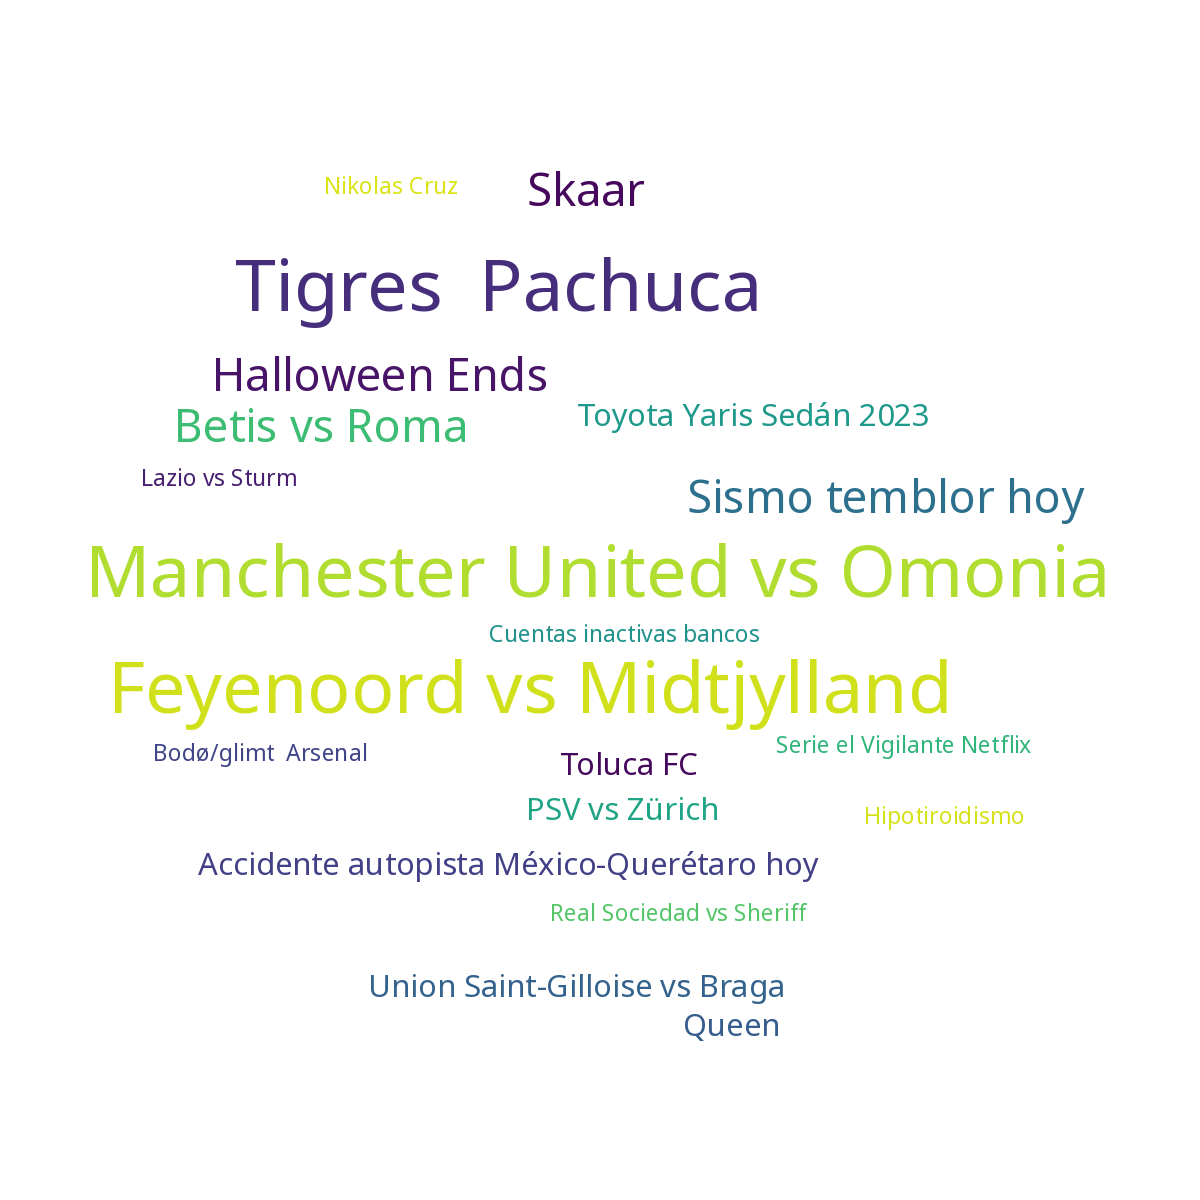 Nikolas Cruz
Skaar
Tigres  Pachuca
Halloween Ends
Toyota Yaris Sedán 2023
Betis vs Roma
Lazio vs Sturm
Sismo temblor hoy
Manchester United vs Omonia
Cuentas inactivas bancos
Feyenoord vs Midtjylland
Bodø/glimt  Arsenal
Toluca FC
Serie el Vigilante Netflix
PSV vs Zürich
Hipotiroidismo
Accidente autopista México-Querétaro hoy
Real Sociedad vs Sheriff
Union Saint-Gilloise vs Braga
Queen